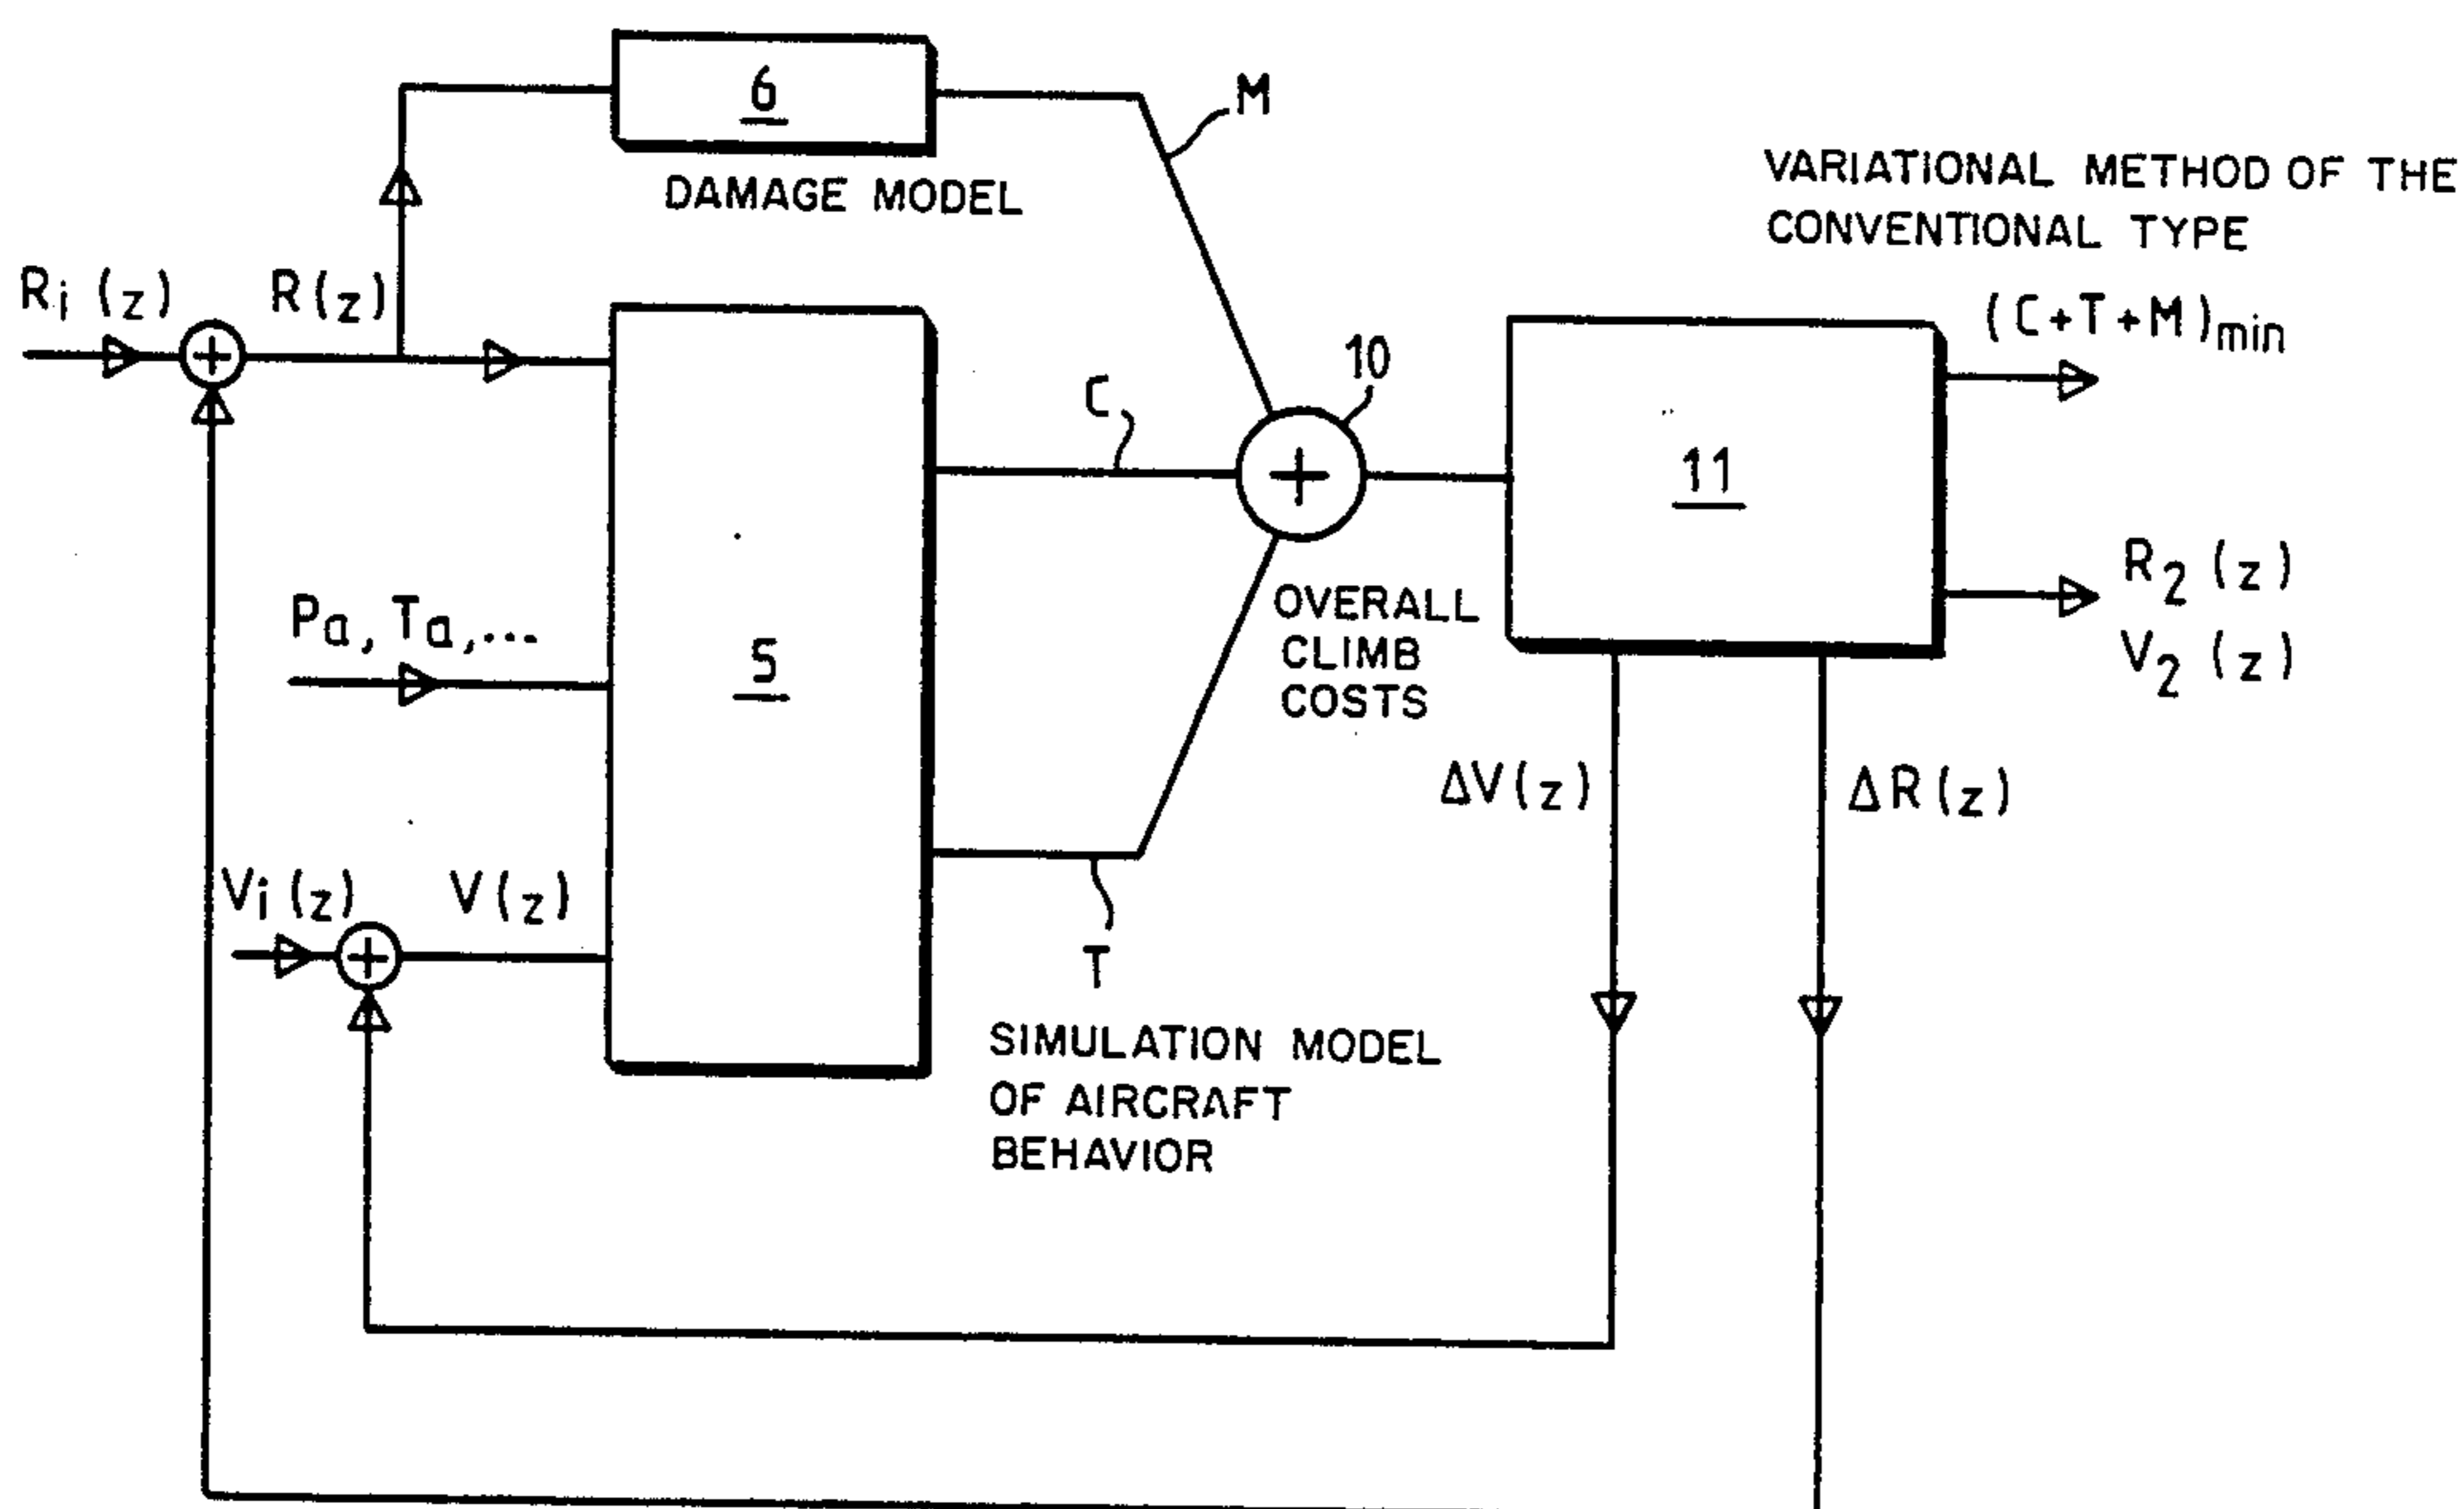 6
M
DAMAGE MODEL
VARIATIONAL METHOD OF THE
CONVENTIONAL TYPE
Ri (z)
R(z)
(C+T+M)min
10
C
+
+
11
Pa, Ta,...
5
OVERALL
CLIMB
COSTS
R2 (z)
V2 (z)
ΔV(z)
ΔR(z)
Vi (z)
V(z)
+
T
SIMULATION MODEL
OF AIRCRAFT
BEHAVIOR